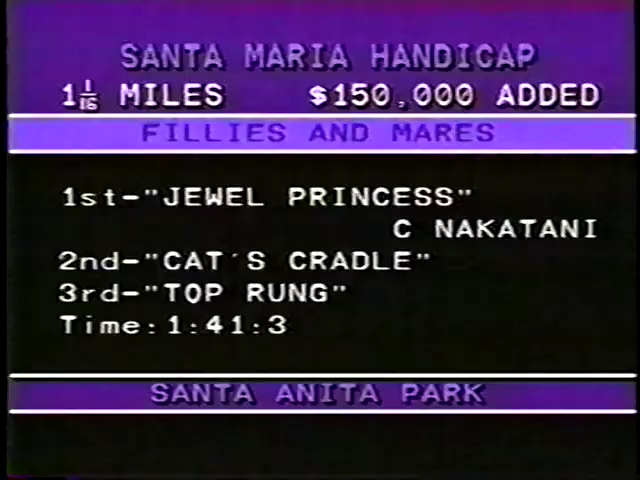 SANTA MARIA HANDICAP
1 1/16 MILES $150,000 ADDED
FILLIES AND MARES
1st-"JEWEL PRINCESS"
C NAKATANI
2nd-"CAT'S CRADLE"
3rd-"TOP RUNG"
Time:1:41:3
SANTA ANITA PARK